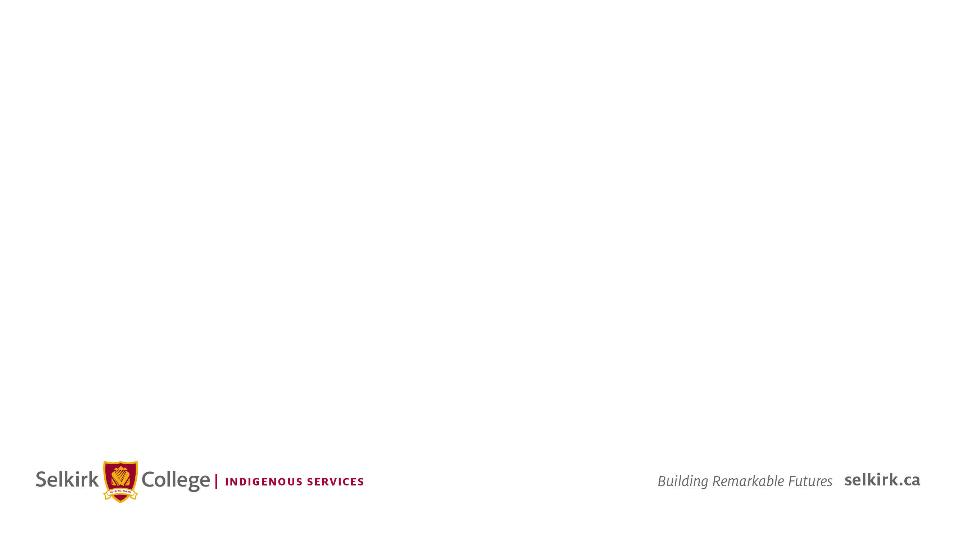 Selkirk College | INDIGENOUS SERVICES
Building Remarkable Futures selkirk.ca